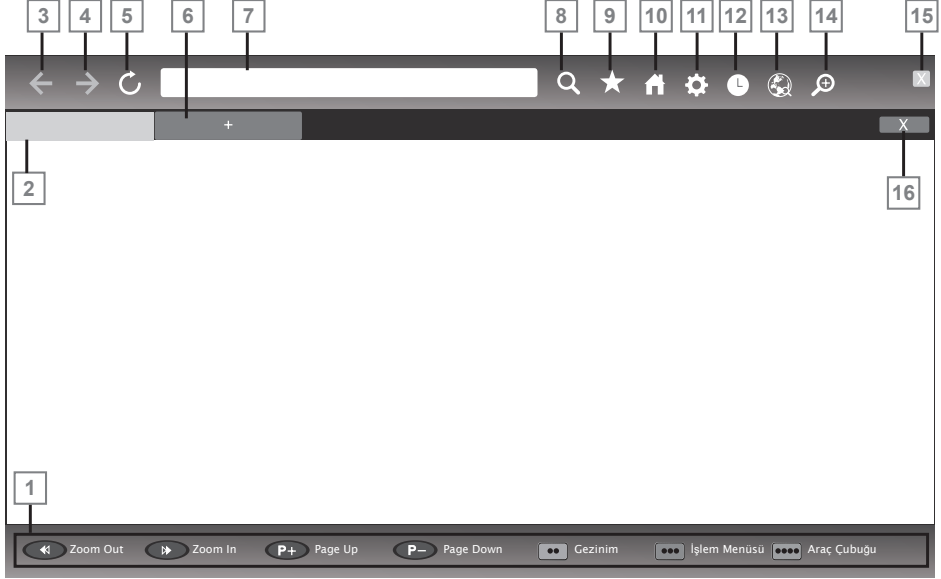 3 4 5 6 7 8 9 10 11 12 13 14 15
X
+ X
2 16
1
Zoom Out Zoom In P+ Page Up P− Page Down Gezinim İşlem Menüsü Araç Çubuğu